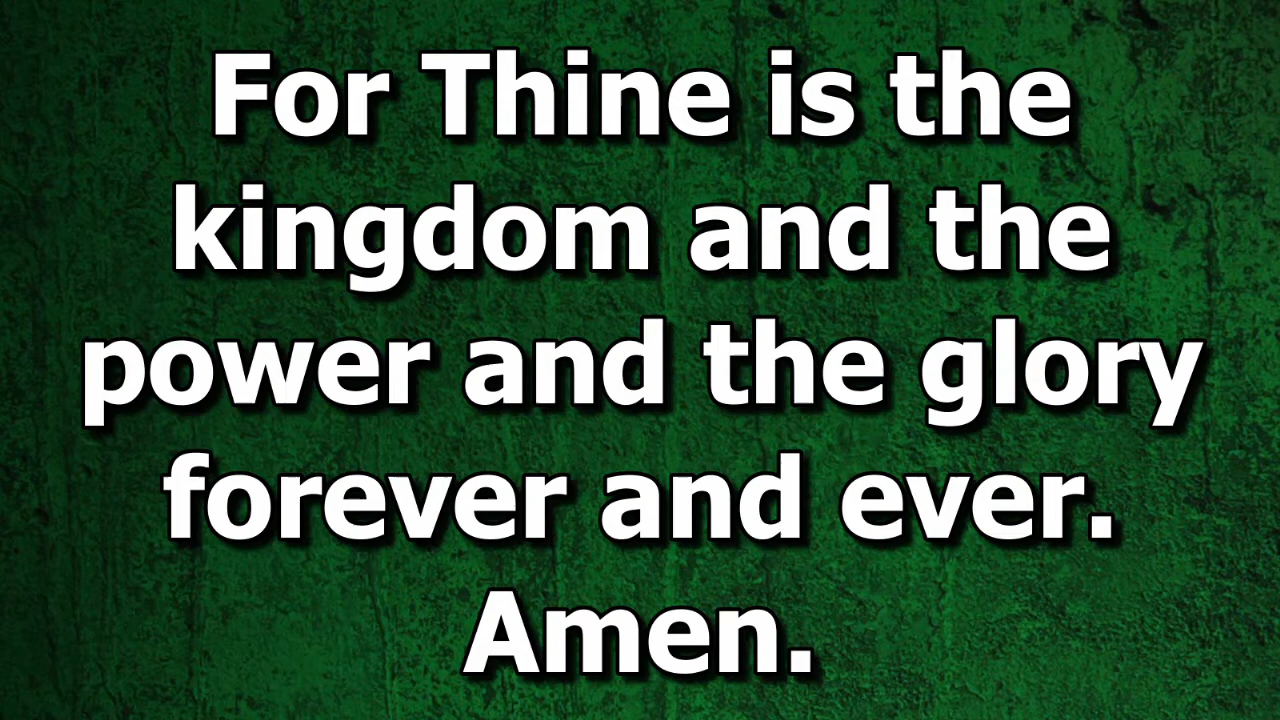 For Thine is the
kingdom and the
power and the glory
forever and ever.
Amen.